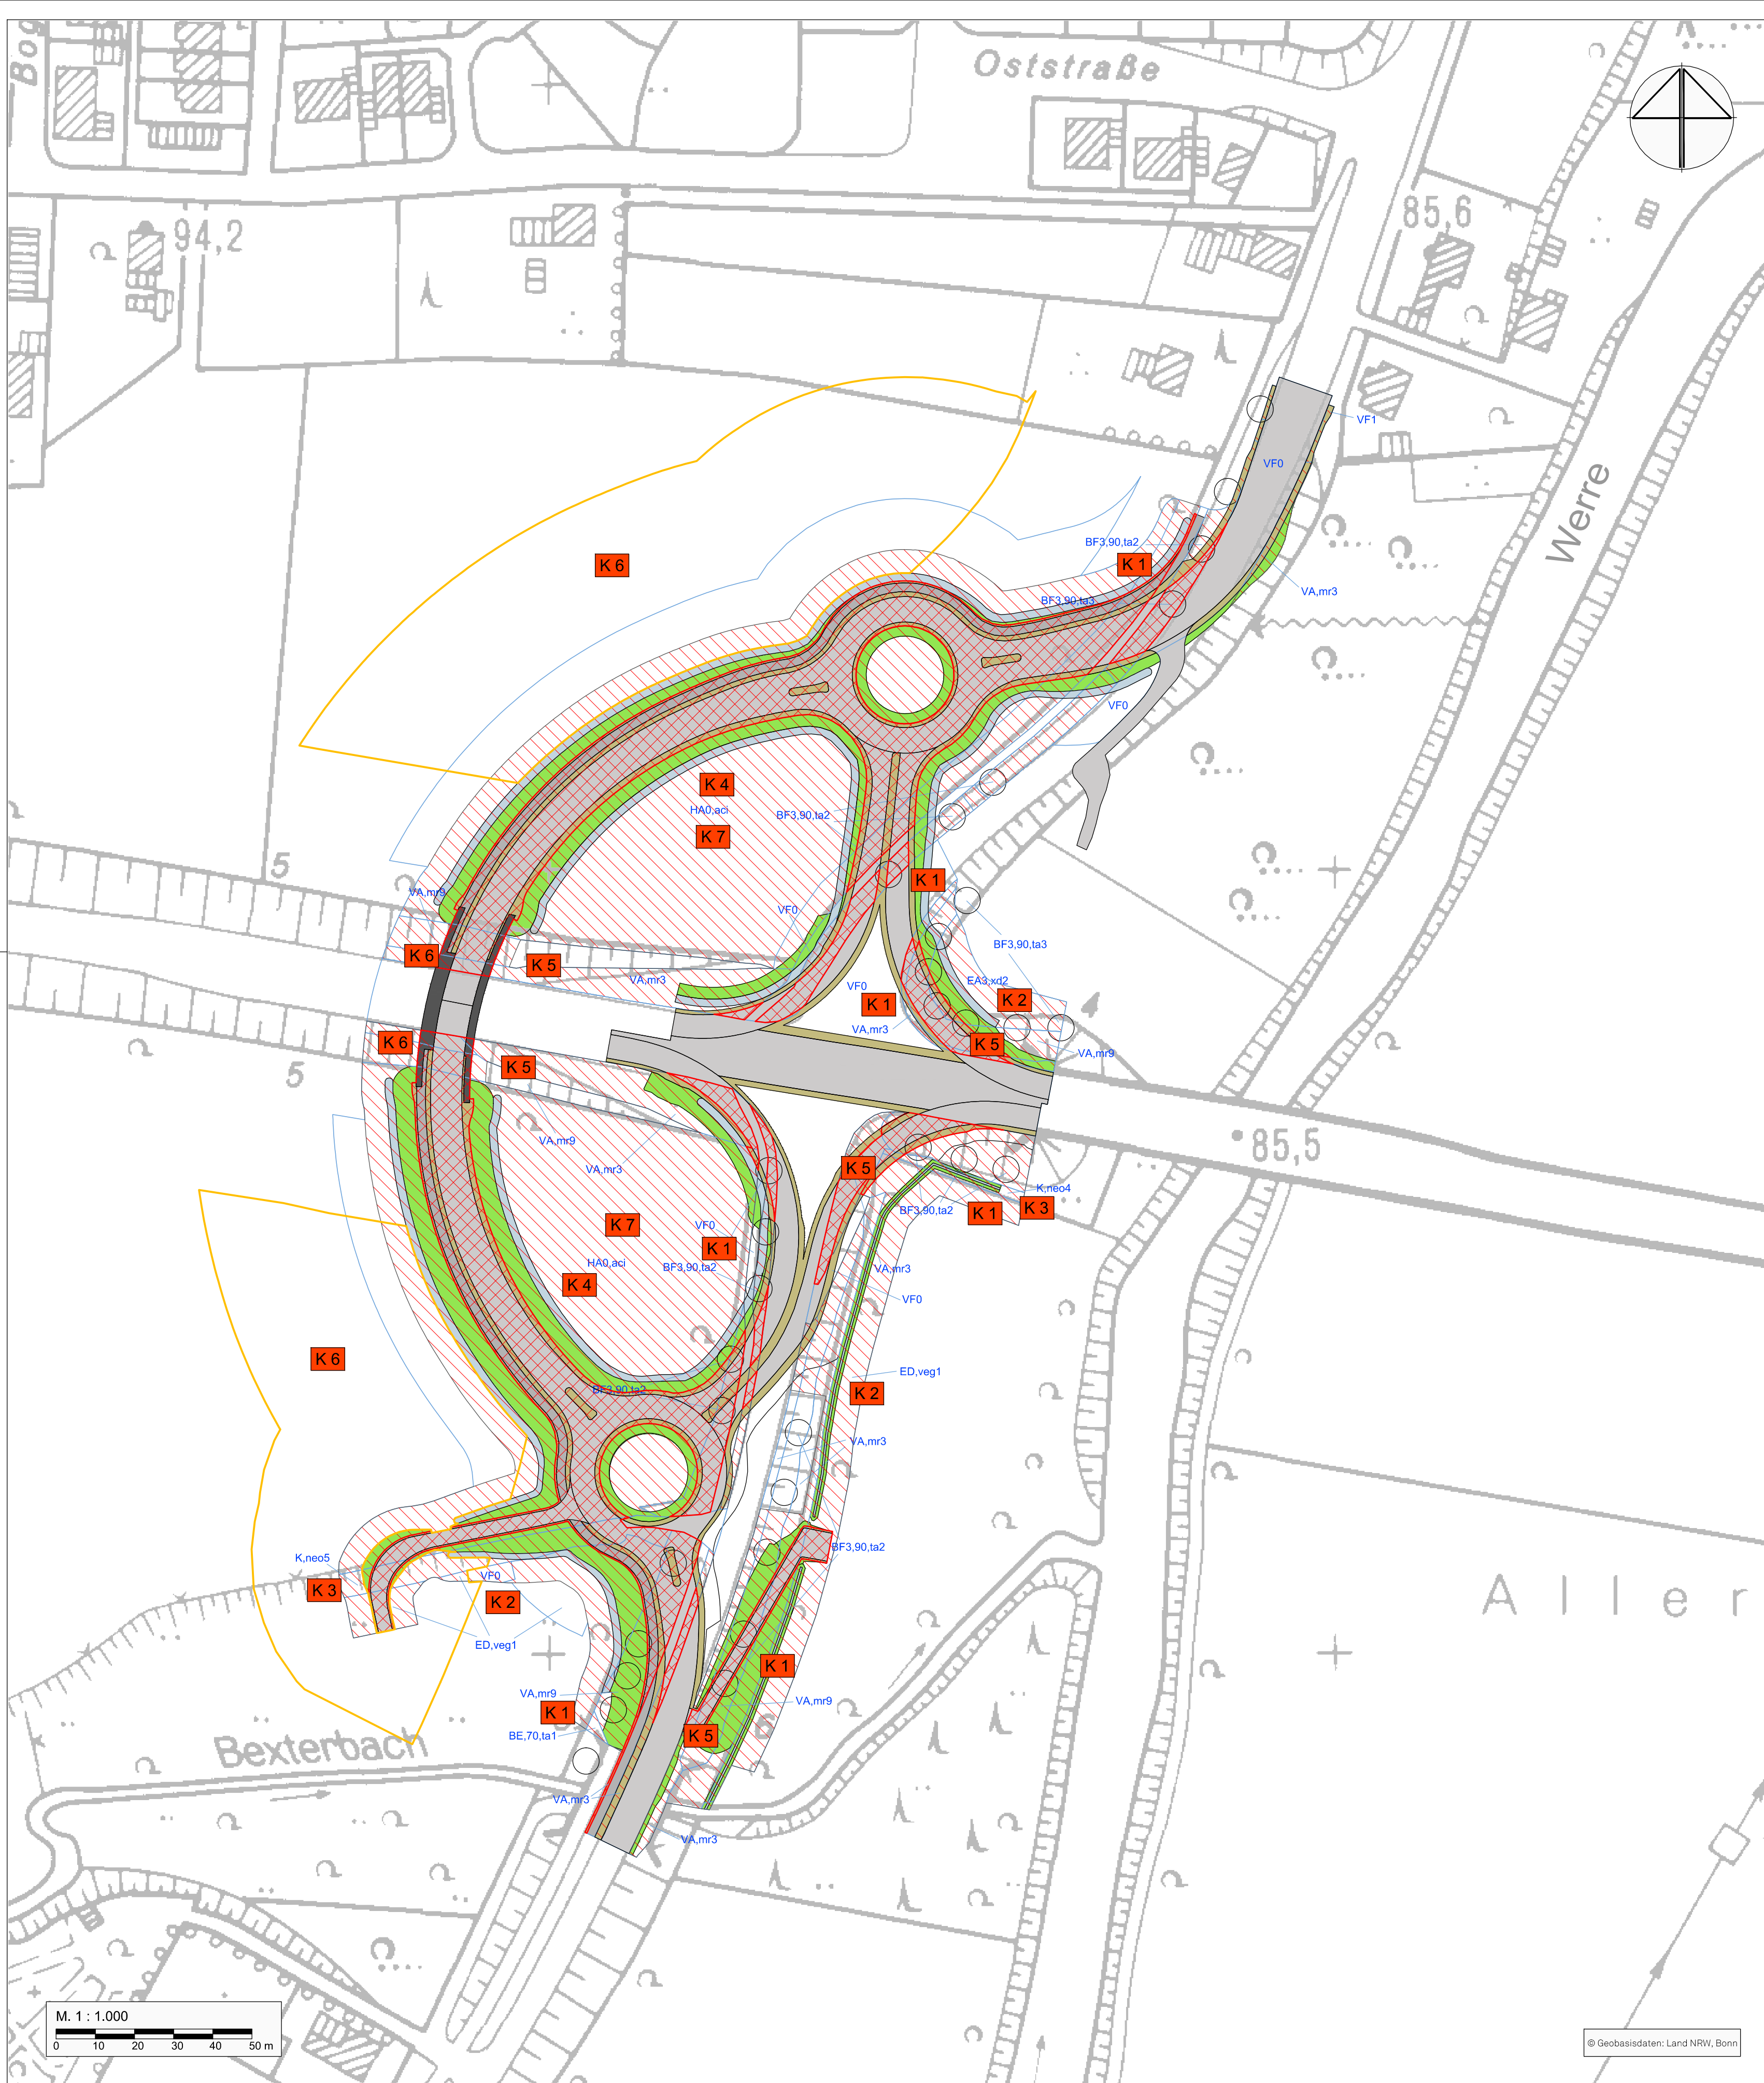 Bo
Oststraße
94,2
85,6
VF1
VF0
Werre
BF3,90,ta2
K 6
K 1
BF3,90,ta3
VA,mr3
VF0
K 4
HA0,aci
BF3,90,ta2
K 7
5
K 1
VA,mr9
VF0
BF3,90,ta3
K 6
K 5
VA,mr3
EA3,xd2
VF0
K 2
K 1
4
VA,mr3
K 6
K 5
VA,mr9
5
K 5
VA,mr9
85,5
VA,mr3
K 5
K,neo4
BF3,90,ta2
K 1
K 3
K 7
VF0
K 1
HA0,aci
BF3,90,ta2
VA,mr3
K 4
VF0
K 6
ED,veg1
BF3,90,ta2
K 2
VA,mr3
BF3,90,ta2
K,neo5
VF0
K 3
K 2
Aller
ED,veg1
K 1
VA,mr9
VA,mr9
K 1
BE,70,ta1
K 5
6
Bexterbach
VA,mr3
VA,mr3
M. 1 : 1.000
0 10 20 30 40 50 m
© Geobasisdaten: Land NRW, Bonn